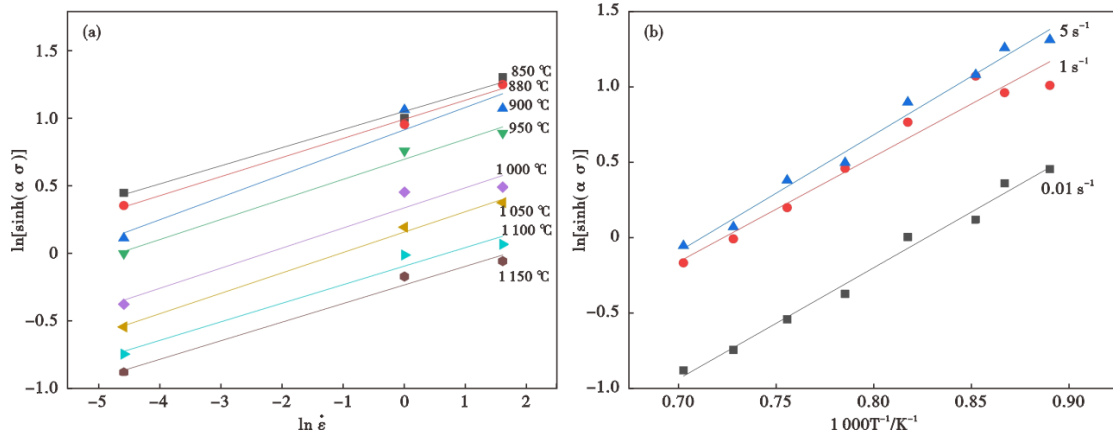 (a)
1.5
1.0
0.5
0
−0.5
−1.0
ln[sinh( α σ )]
−5 −4 −3 −2 −1 0 1 2
ln ε̇
850 ℃
880 ℃
900 ℃
950 ℃
1 000 ℃
1 050 ℃
1 100 ℃
1 150 ℃
(b)
1.5
1.0
0.5
0
−0.5
−1.0
ln[sinh( α σ )]
0.70 0.75 0.80 0.85 0.90
1 000T⁻¹/K⁻¹
5 s⁻¹
1 s⁻¹
0.01 s⁻¹